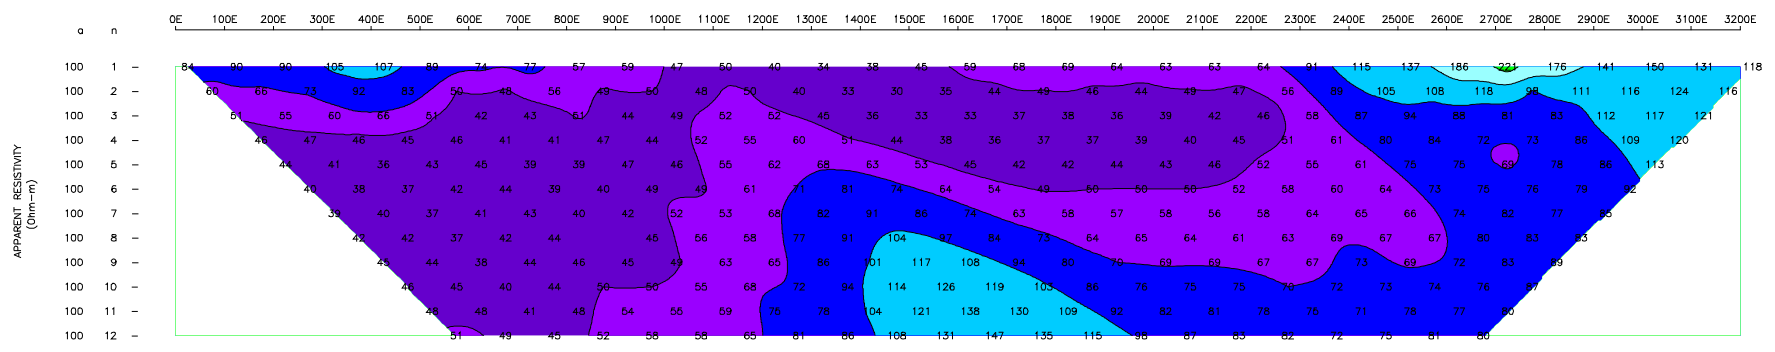 0E 100E 200E 300E 400E 500E 600E 700E 800E 900E 1000E 1100E 1200E 1300E 1400E 1500E 1600E 1700E 1800E 1900E 2000E 2100E 2200E 2300E 2400E 2500E 2600E 2700E 2800E 2900E 3000E 3100E 3200E
a n
100 1 84 90 90 105 107 89 74 77 57 59 47 50 40 34 38 45 59 68 69 64 63 63 64 91 115 137 186 221 176 141 150 131 118
100 2 60 66 73 92 83 59 48 56 49 50 48 50 40 33 30 35 44 49 46 44 49 47 56 89 105 108 118 99 111 116 124 116
100 3 51 55 60 66 51 42 43 51 44 49 52 52 45 36 33 33 37 38 36 39 42 46 58 87 94 88 81 83 112 117 121
100 4 46 47 46 45 46 41 41 47 44 52 55 60 51 44 38 36 37 37 39 40 45 51 61 80 84 72 73 86 109 120
100 5 44 41 36 43 46 39 39 47 46 55 62 68 63 53 45 42 42 44 43 46 52 55 61 75 76 69 78 86 113
100 6 40 38 37 42 44 39 40 49 49 61 71 81 74 64 54 49 50 50 50 52 58 60 64 73 76 76 79 92
100 7 39 40 37 41 43 40 42 52 53 68 82 91 86 74 63 58 57 58 56 58 64 65 66 74 82 77 85
100 8 42 42 37 42 44 45 56 58 77 91 104 97 84 73 64 65 64 61 63 69 67 67 80 83 83
100 9 45 44 38 44 46 45 49 63 65 86 101 117 108 94 80 70 69 69 67 67 73 69 72 83 89
100 10 46 45 40 44 50 50 55 68 72 94 114 126 119 103 86 76 75 75 70 72 73 74 76 87
100 11 48 48 41 48 54 55 59 75 78 104 121 138 130 109 92 82 81 78 76 71 78 77 80
100 12 51 49 45 52 58 58 65 81 86 108 131 147 135 115 98 87 83 82 72 75 81 80
APPARENT RESISTIVITY
(Ohm-m)